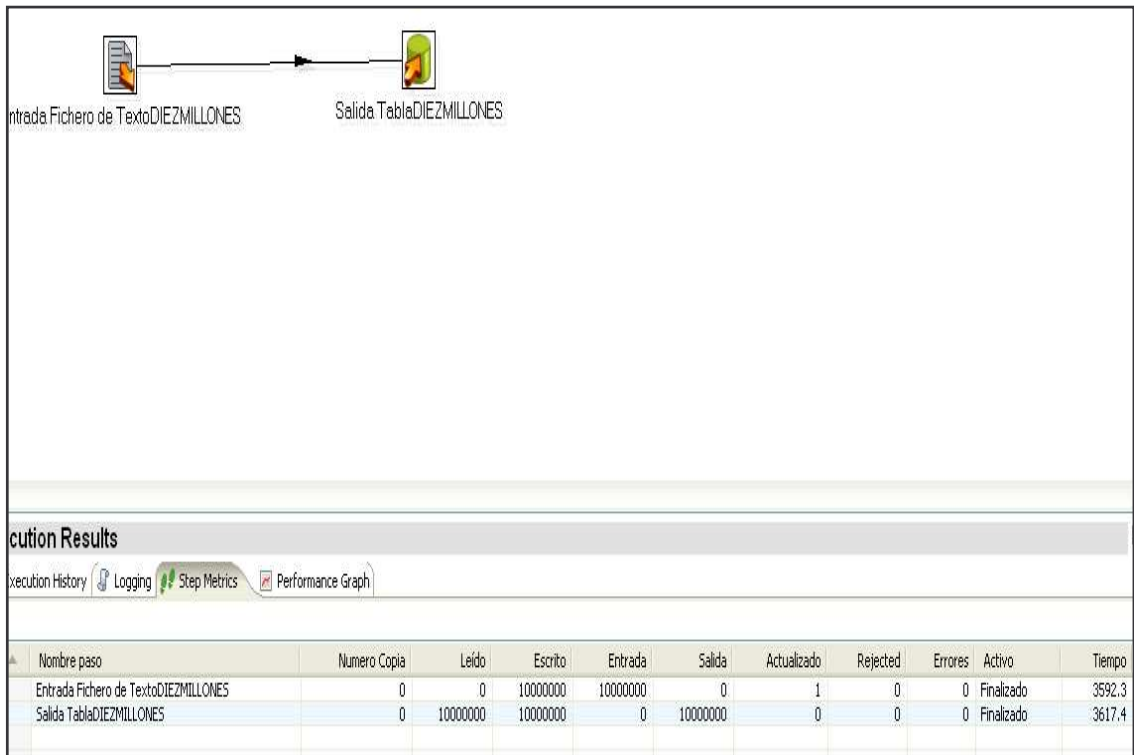 ntrada Fichero de TextoDIEZMILLONES
Salida TablaDIEZMILLONES
cution Results
xecution History Logging Step Metrics Performance Graph
Nombre paso Numero Copia Leído Escrito Entrada Salida Actualizado Rejected Errores Activo Tiempo
Entrada Fichero de TextoDIEZMILLONES 0 0 10000000 10000000 0 1 0 0 Finalizado 3592.3
Salida TablaDIEZMILLONES 0 10000000 10000000 0 10000000 0 0 0 Finalizado 3617.4